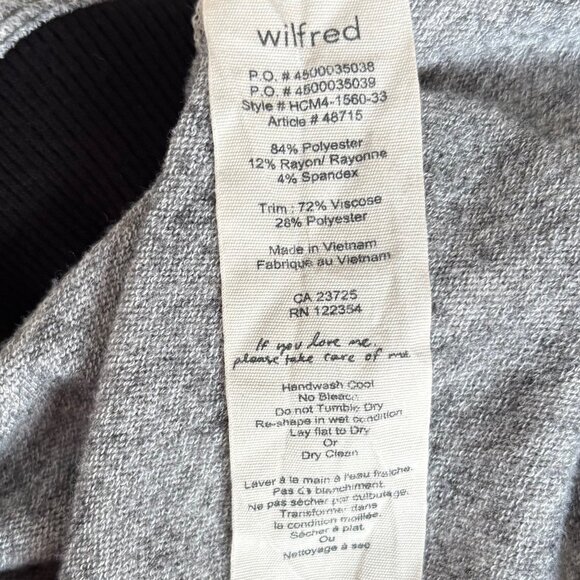 wilfred
P.O. # 4500035038
P.O. # 4500035039
Style # HCM4-1560-33
Article # 48715
84% Polyester
12% Rayon/ Rayonne
4% Spandex
Trim : 72% Viscose
28% Polyester
Made in Vietnam
Fabrique au Vietnam
CA 23725
RN 122354
If you love me,
please take care of me.
Handwash Cool
No Bleach
Do not Tumble Dry
Re-shape in wet condition
Lay flat to Dry
Or
Dry Clean
Laver à la main à l'eau fraîche.
Pas de blanchiment.
Ne pas sécher par culbutage.
Transformer dans
la condition mouillée.
Sécher à plat.
Ou
Nettoyage à sec